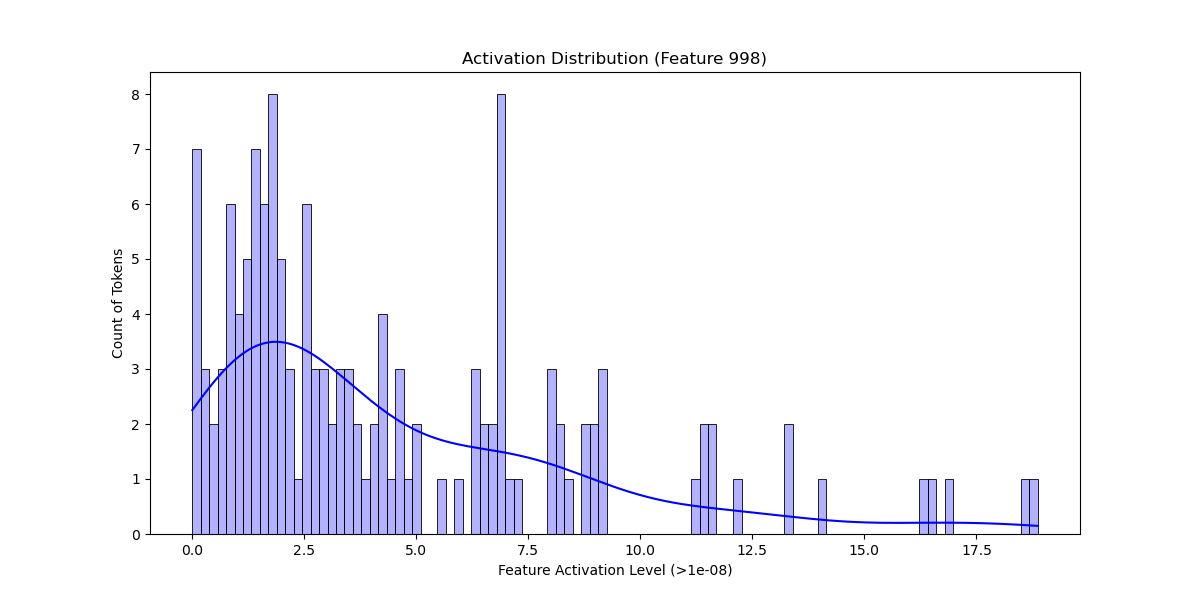 Activation Distribution (Feature 998)
Count of Tokens
8
7
6
5
4
3
2
1
0
0.0 2.5 5.0 7.5 10.0 12.5 15.0 17.5
Feature Activation Level (>1e-08)